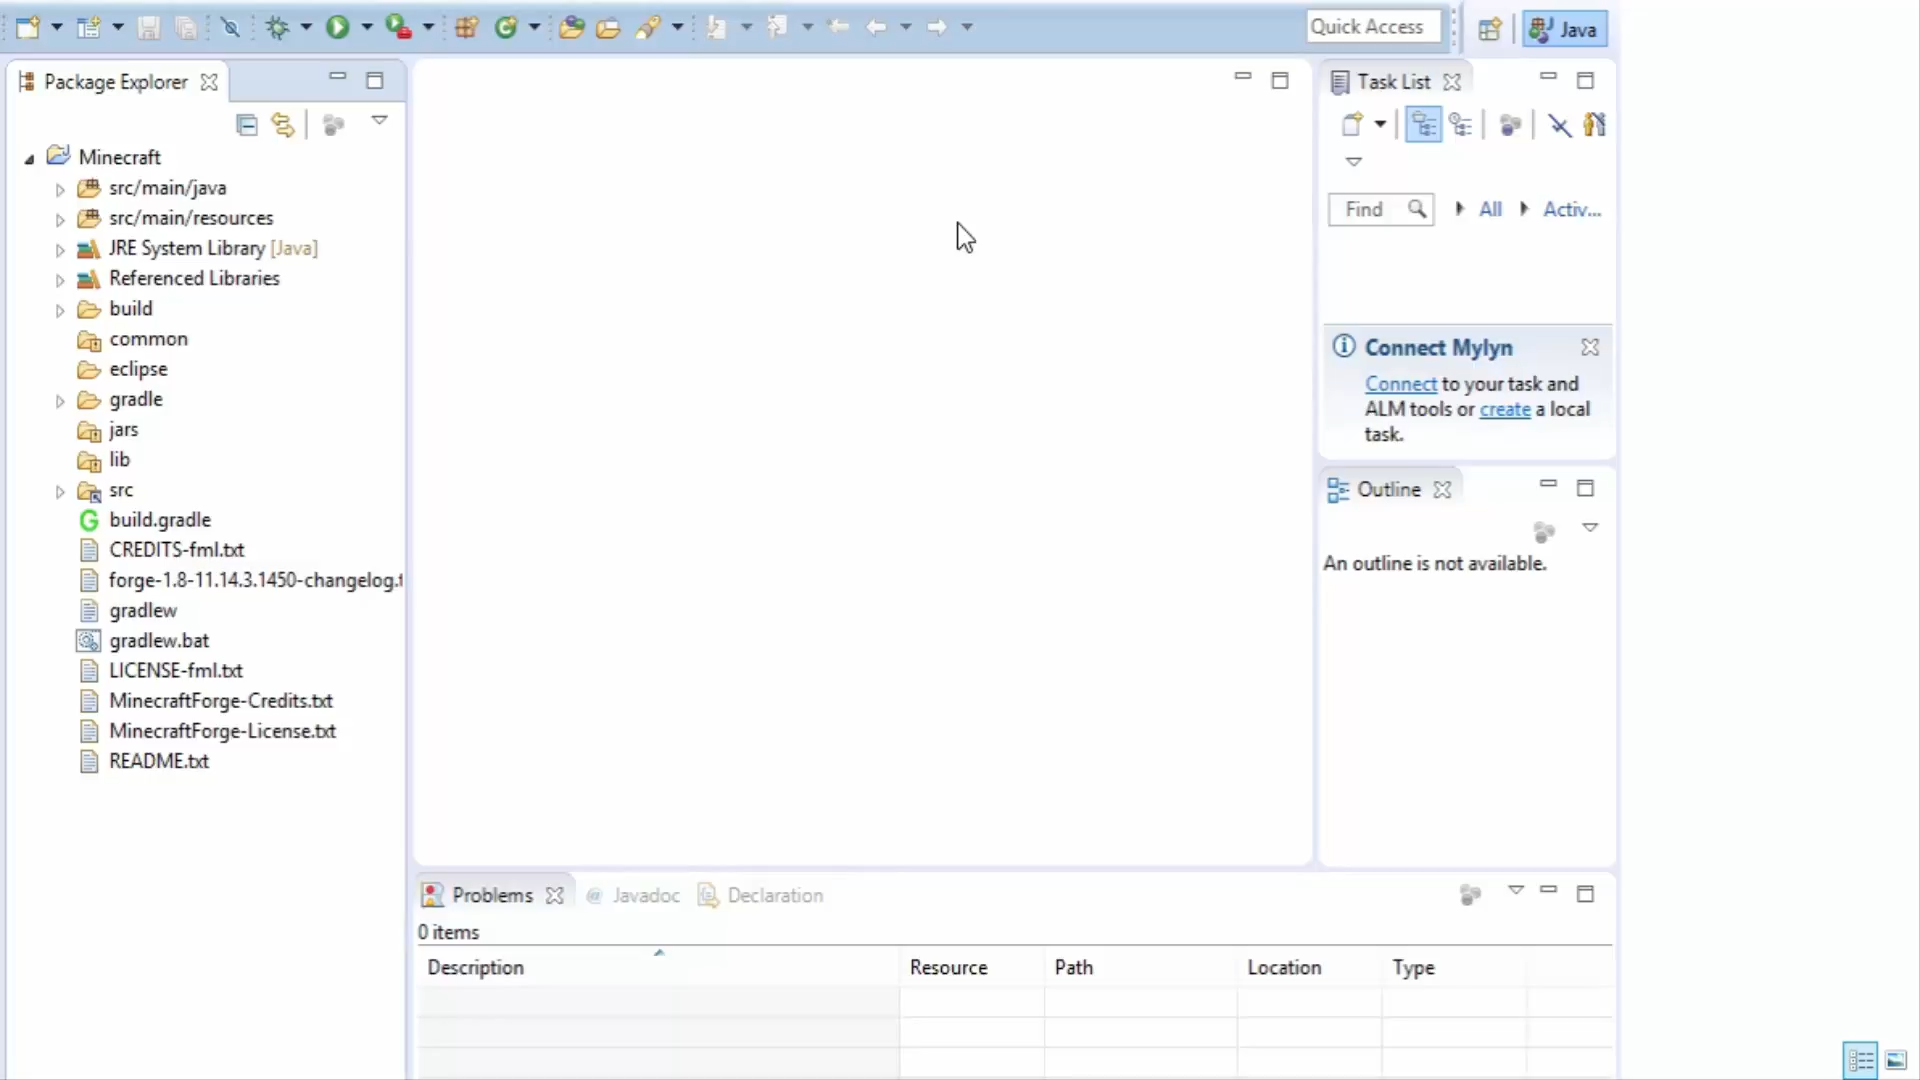 Quick Access
Java
Package Explorer
Minecraft
src/main/java
src/main/resources
JRE System Library [Java]
Referenced Libraries
build
common
eclipse
gradle
jars
lib
src
build.gradle
CREDITS-fml.txt
forge-1.8-11.14.3.1450-changelog.t
gradlew
gradlew.bat
LICENSE-fml.txt
MinecraftForge-Credits.txt
MinecraftForge-License.txt
README.txt
Task List
Find
All
Activ...
Connect Mylyn
Connect to your task and
ALM tools or create a local
task.
Outline
An outline is not available.
Problems
@ Javadoc
Declaration
0 items
Description
Resource
Path
Location
Type